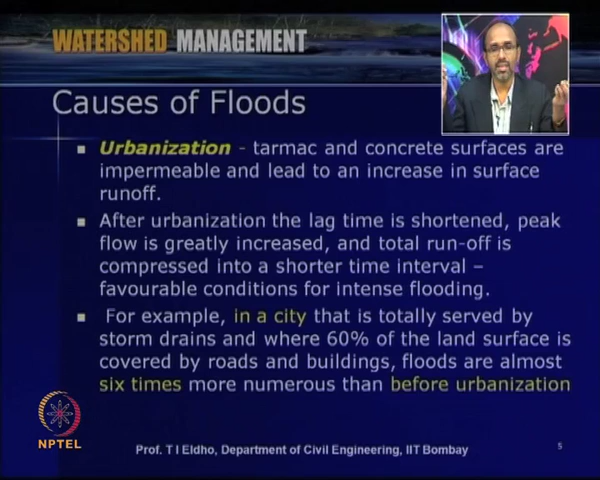 WATERSHED MANAGEMENT
Causes of Floods
▪ Urbanization - tarmac and concrete surfaces are
impermeable and lead to an increase in surface
runoff.
▪ After urbanization the lag time is shortened, peak
flow is greatly increased, and total run-off is
compressed into a shorter time interval –
favourable conditions for intense flooding.
▪ For example, in a city that is totally served by
storm drains and where 60% of the land surface is
covered by roads and buildings, floods are almost
six times more numerous than before urbanization
NPTEL
Prof. T I Eldho, Department of Civil Engineering, IIT Bombay
5